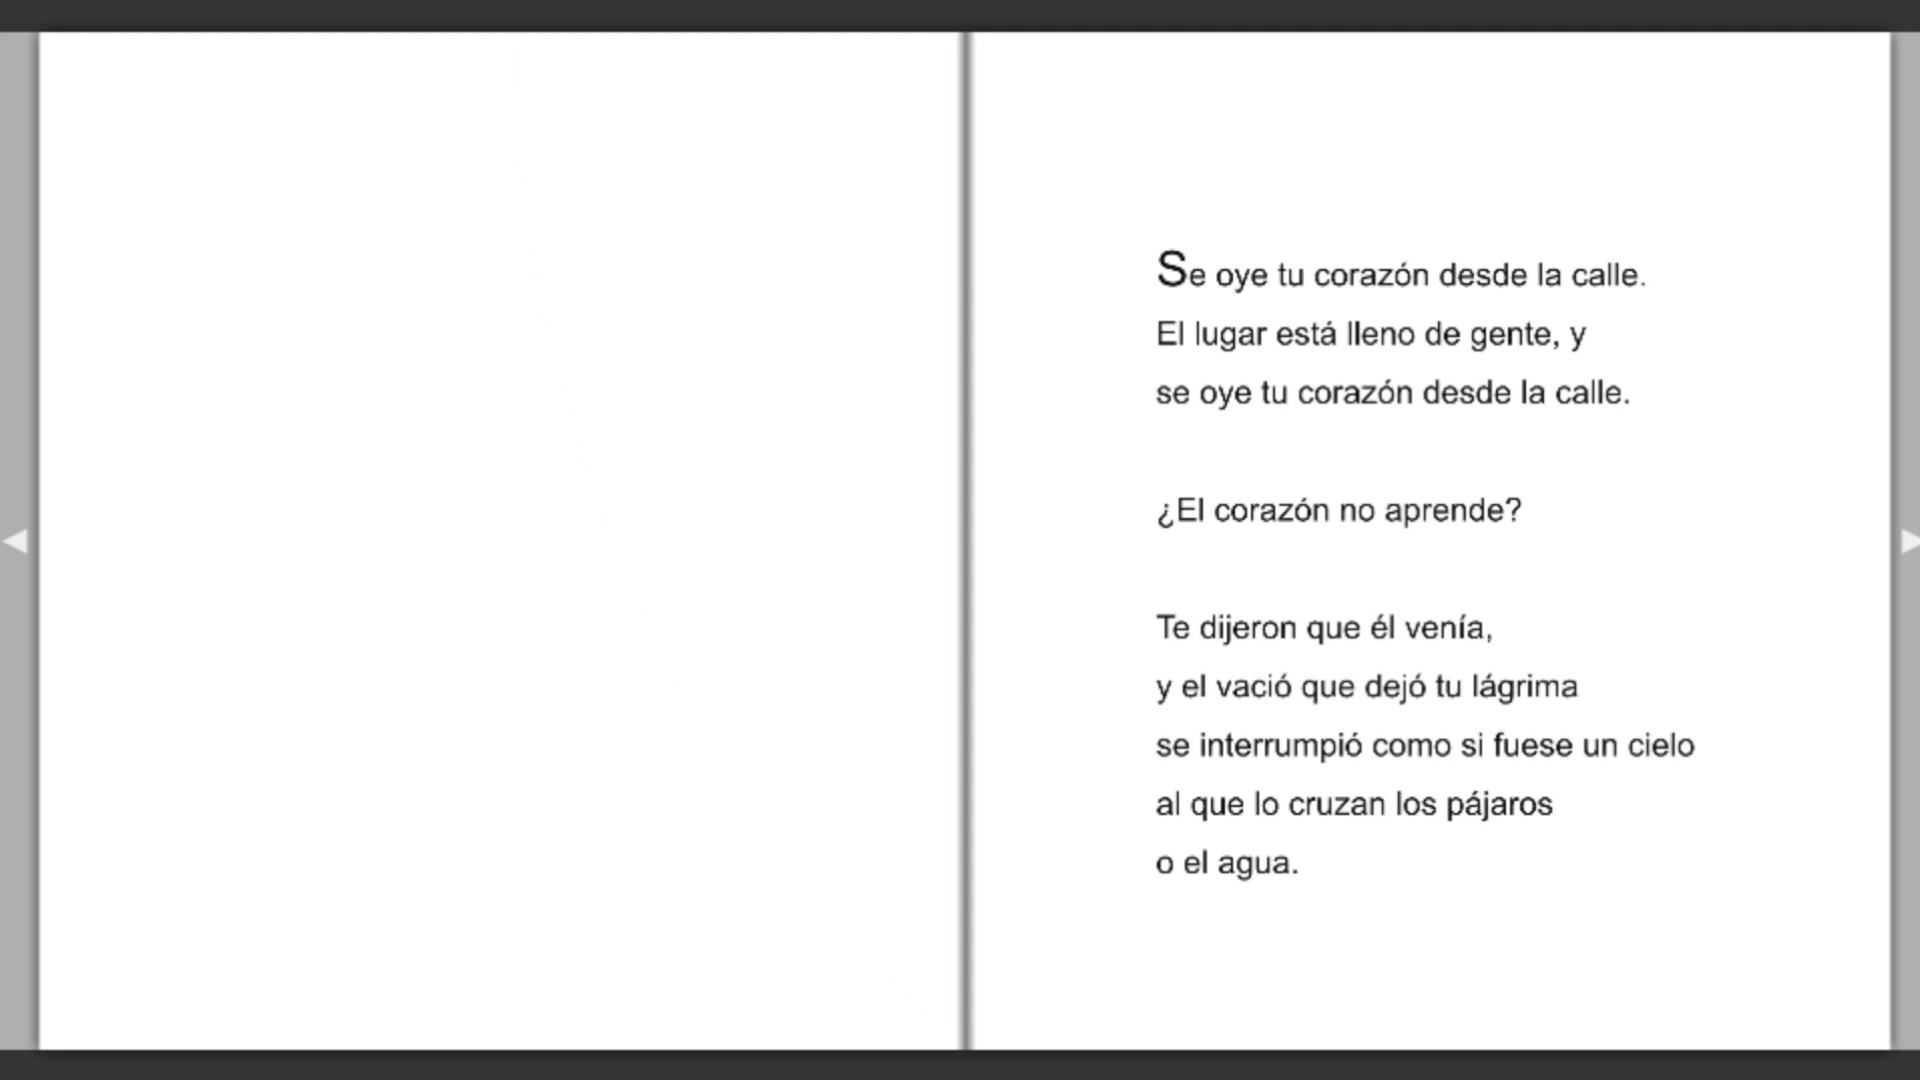 Se oye tu corazón desde la calle.
El lugar está lleno de gente, y
se oye tu corazón desde la calle.
¿El corazón no aprende?
Te dijeron que él venía,
y el vació que dejó tu lágrima
se interrumpió como si fuese un cielo
al que lo cruzan los pájaros
o el agua.